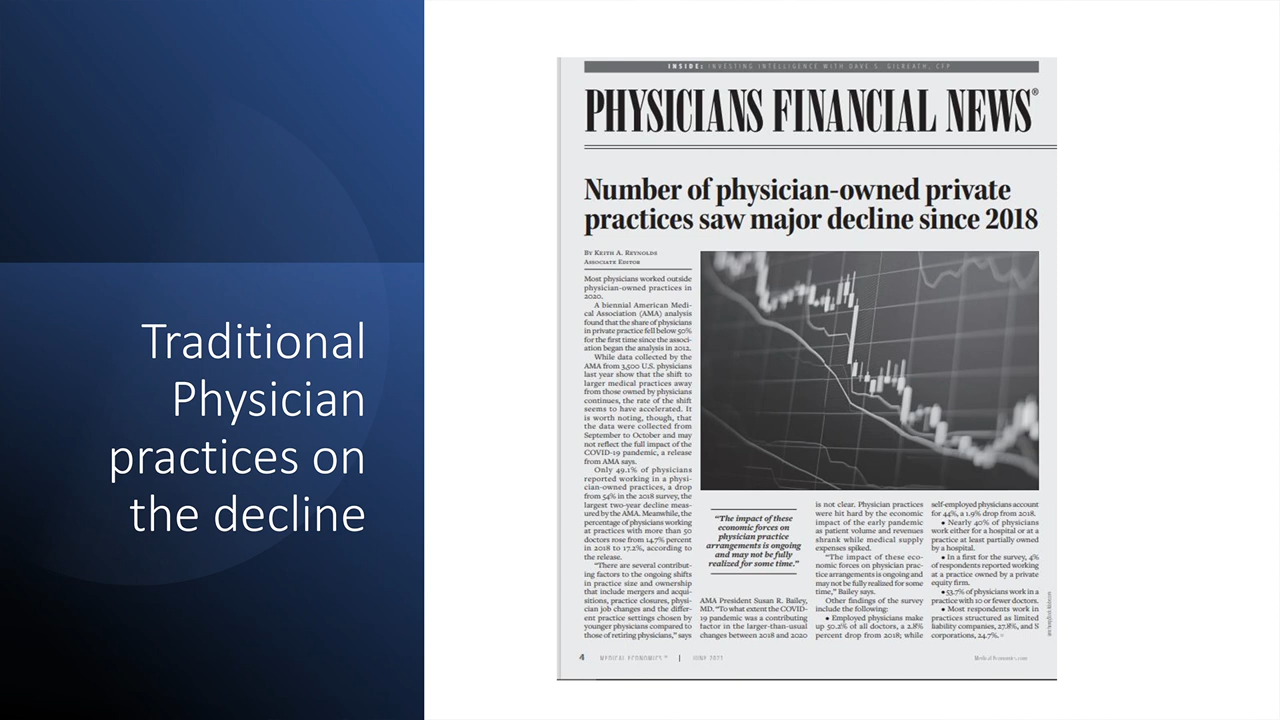 Traditional
Physician
practices on
the decline
INSIDE: INVESTING INTELLIGENCE WITH DAVE S. GILREATH, CFP
PHYSICIANS FINANCIAL NEWS®
Number of physician-owned private
practices saw major decline since 2018
BY KEITH A. REYNOLDS
ASSOCIATE EDITOR
Most physicians worked outside
physician-owned practices in
2020.
A biennial American Medi-
cal Association (AMA) analysis
found that the share of physicians
in private practice fell below 50%
for the first time since the associ-
ation began the analysis in 2012.
While data collected by the
AMA from 3,500 U.S. physicians
last year show that the shift to
larger medical practices away
from those owned by physicians
continues, the rate of the shift
seems to have accelerated. It
is worth noting, though, that
the data were collected from
September to October and may
not reflect the full impact of the
COVID-19 pandemic, a release
from AMA says.
Only 49.1% of physicians
reported working in a physi-
cian-owned practices, a drop
from 54% in the 2018 survey, the
largest two-year decline meas-
ured by the AMA. Meanwhile, the
percentage of physicians working
at practices with more than 50
doctors rose from 14.7% percent
in 2018 to 17.2%, according to
the release.
"There are several contribut-
ing factors to the ongoing shifts
in practice size and ownership
that include mergers and acqui-
sitions, practice closures, physi-
cian job changes and the differ-
ent practice settings chosen by
younger physicians compared to
those of retiring physicians," says
"The impact of these
economic forces on
physician practice
arrangements is ongoing
and may not be fully
realized for some time."
AMA President Susan R. Bailey,
MD. "To what extent the COVID-
19 pandemic was a contributing
factor in the larger-than-usual
changes between 2018 and 2020
is not clear. Physician practices
were hit hard by the economic
impact of the early pandemic
as patient volume and revenues
shrank while medical supply
expenses spiked.
"The impact of these eco-
nomic forces on physician prac-
tice arrangements is ongoing and
may not be fully realized for some
time," Bailey says.
Other findings of the survey
include the following:
• Employed physicians make
up 50.2% of all doctors, a 2.8%
percent drop from 2018; while
self-employed physicians account
for 44%, a 1.9% drop from 2018.
• Nearly 40% of physicians
work either for a hospital or at a
practice at least partially owned
by a hospital.
• In a first for the survey, 4%
of respondents reported working
at a practice owned by a private
equity firm.
• 53.7% of physicians work in a
practice with 10 or fewer doctors.
• Most respondents work in
practices structured as limited
liability companies, 27.8%, and S
corporations, 24.7%.
4 MEDICAL ECONOMICS | JUNE 2021
MedicalEconomics.com